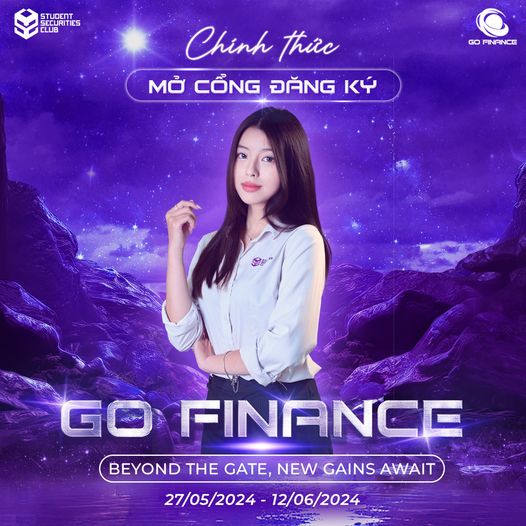 STUDENT
SECURITIES
CLUB
GO FINANCE
Chính thức
MỞ CỔNG ĐĂNG KÝ
GO FINANCE
BEYOND THE GATE, NEW GAINS AWAIT
27/05/2024 - 12/06/2024